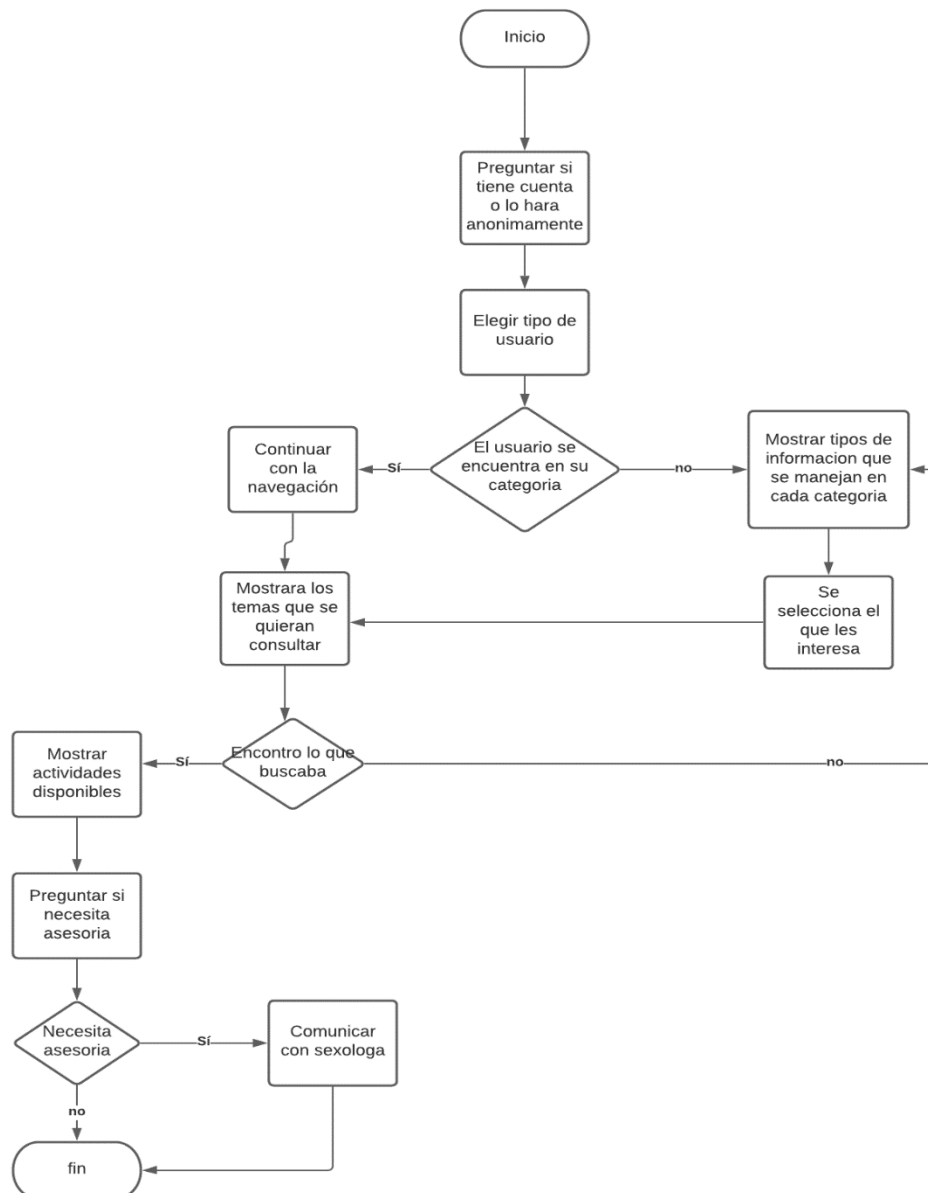 Inicio
Preguntar si
tiene cuenta
o lo hara
anonimamente
Elegir tipo de
usuario
El usuario se
encuentra en su
categoria
Sí
no
Continuar
con la
navegación
Mostrar tipos de
informacion que
se manejan en
cada categoria
Mostrara los
temas que se
quieran
consultar
Se
selecciona el
que les
interesa
Encontro lo que
buscaba
Sí
no
Mostrar
actividades
disponibles
Preguntar si
necesita
asesoria
Necesita
asesoria
Sí
no
Comunicar
con sexologa
fin